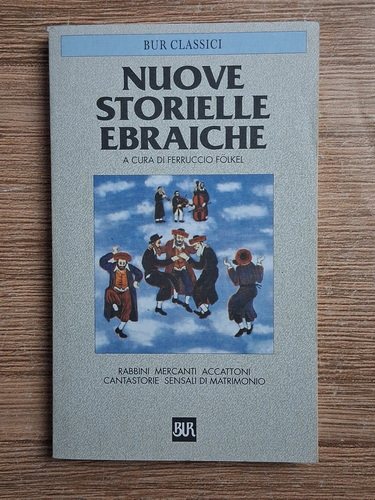 BUR CLASSICI
NUOVE
STORIELLE
EBRAICHE
A CURA DI FERRUCCIO FOLKEL
RABBINI MERCANTI ACCATTONI
CANTASTORIE SENSALI DI MATRIMONIO
BUR